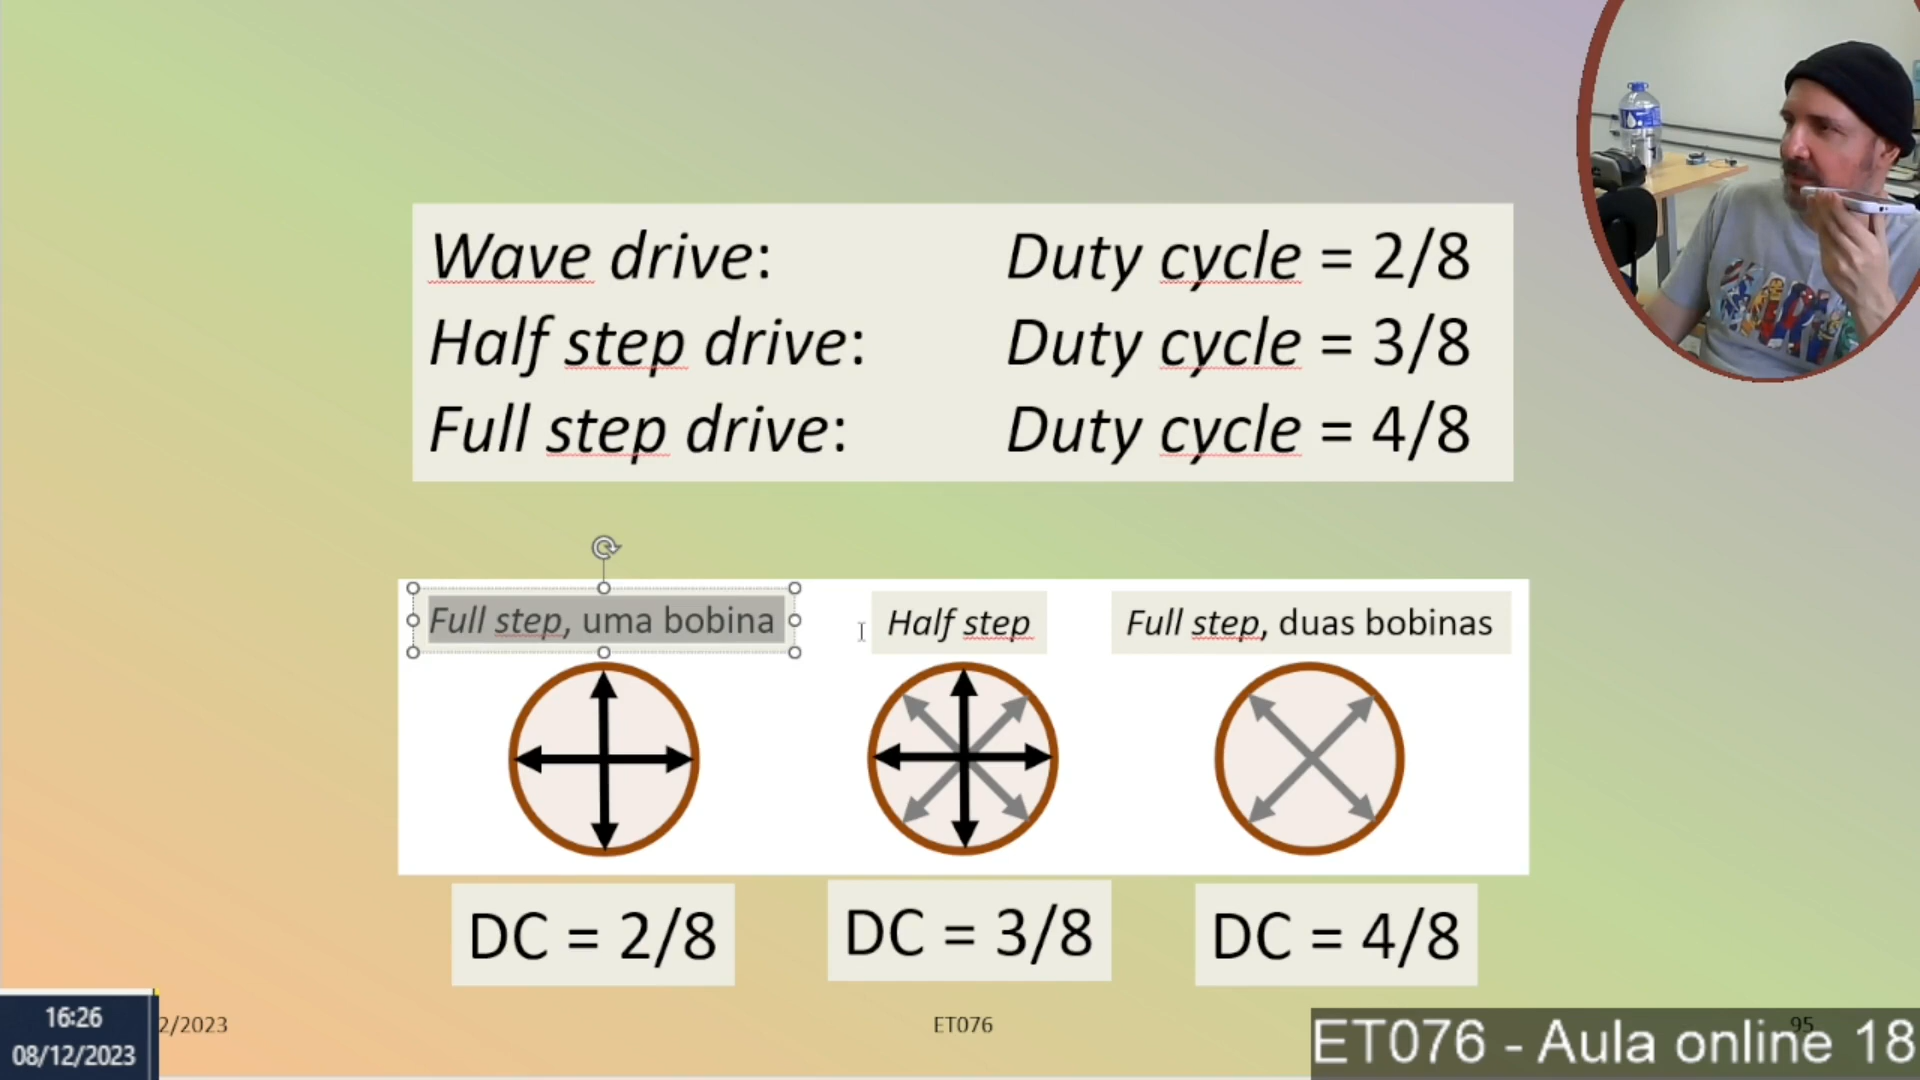 Wave drive: Duty cycle = 2/8
Half step drive: Duty cycle = 3/8
Full step drive: Duty cycle = 4/8
Full step, uma bobina
Half step
Full step, duas bobinas
DC = 2/8
DC = 3/8
DC = 4/8
16:26
08/12/2023
2/2023
ET076
95
ET076 - Aula online 18